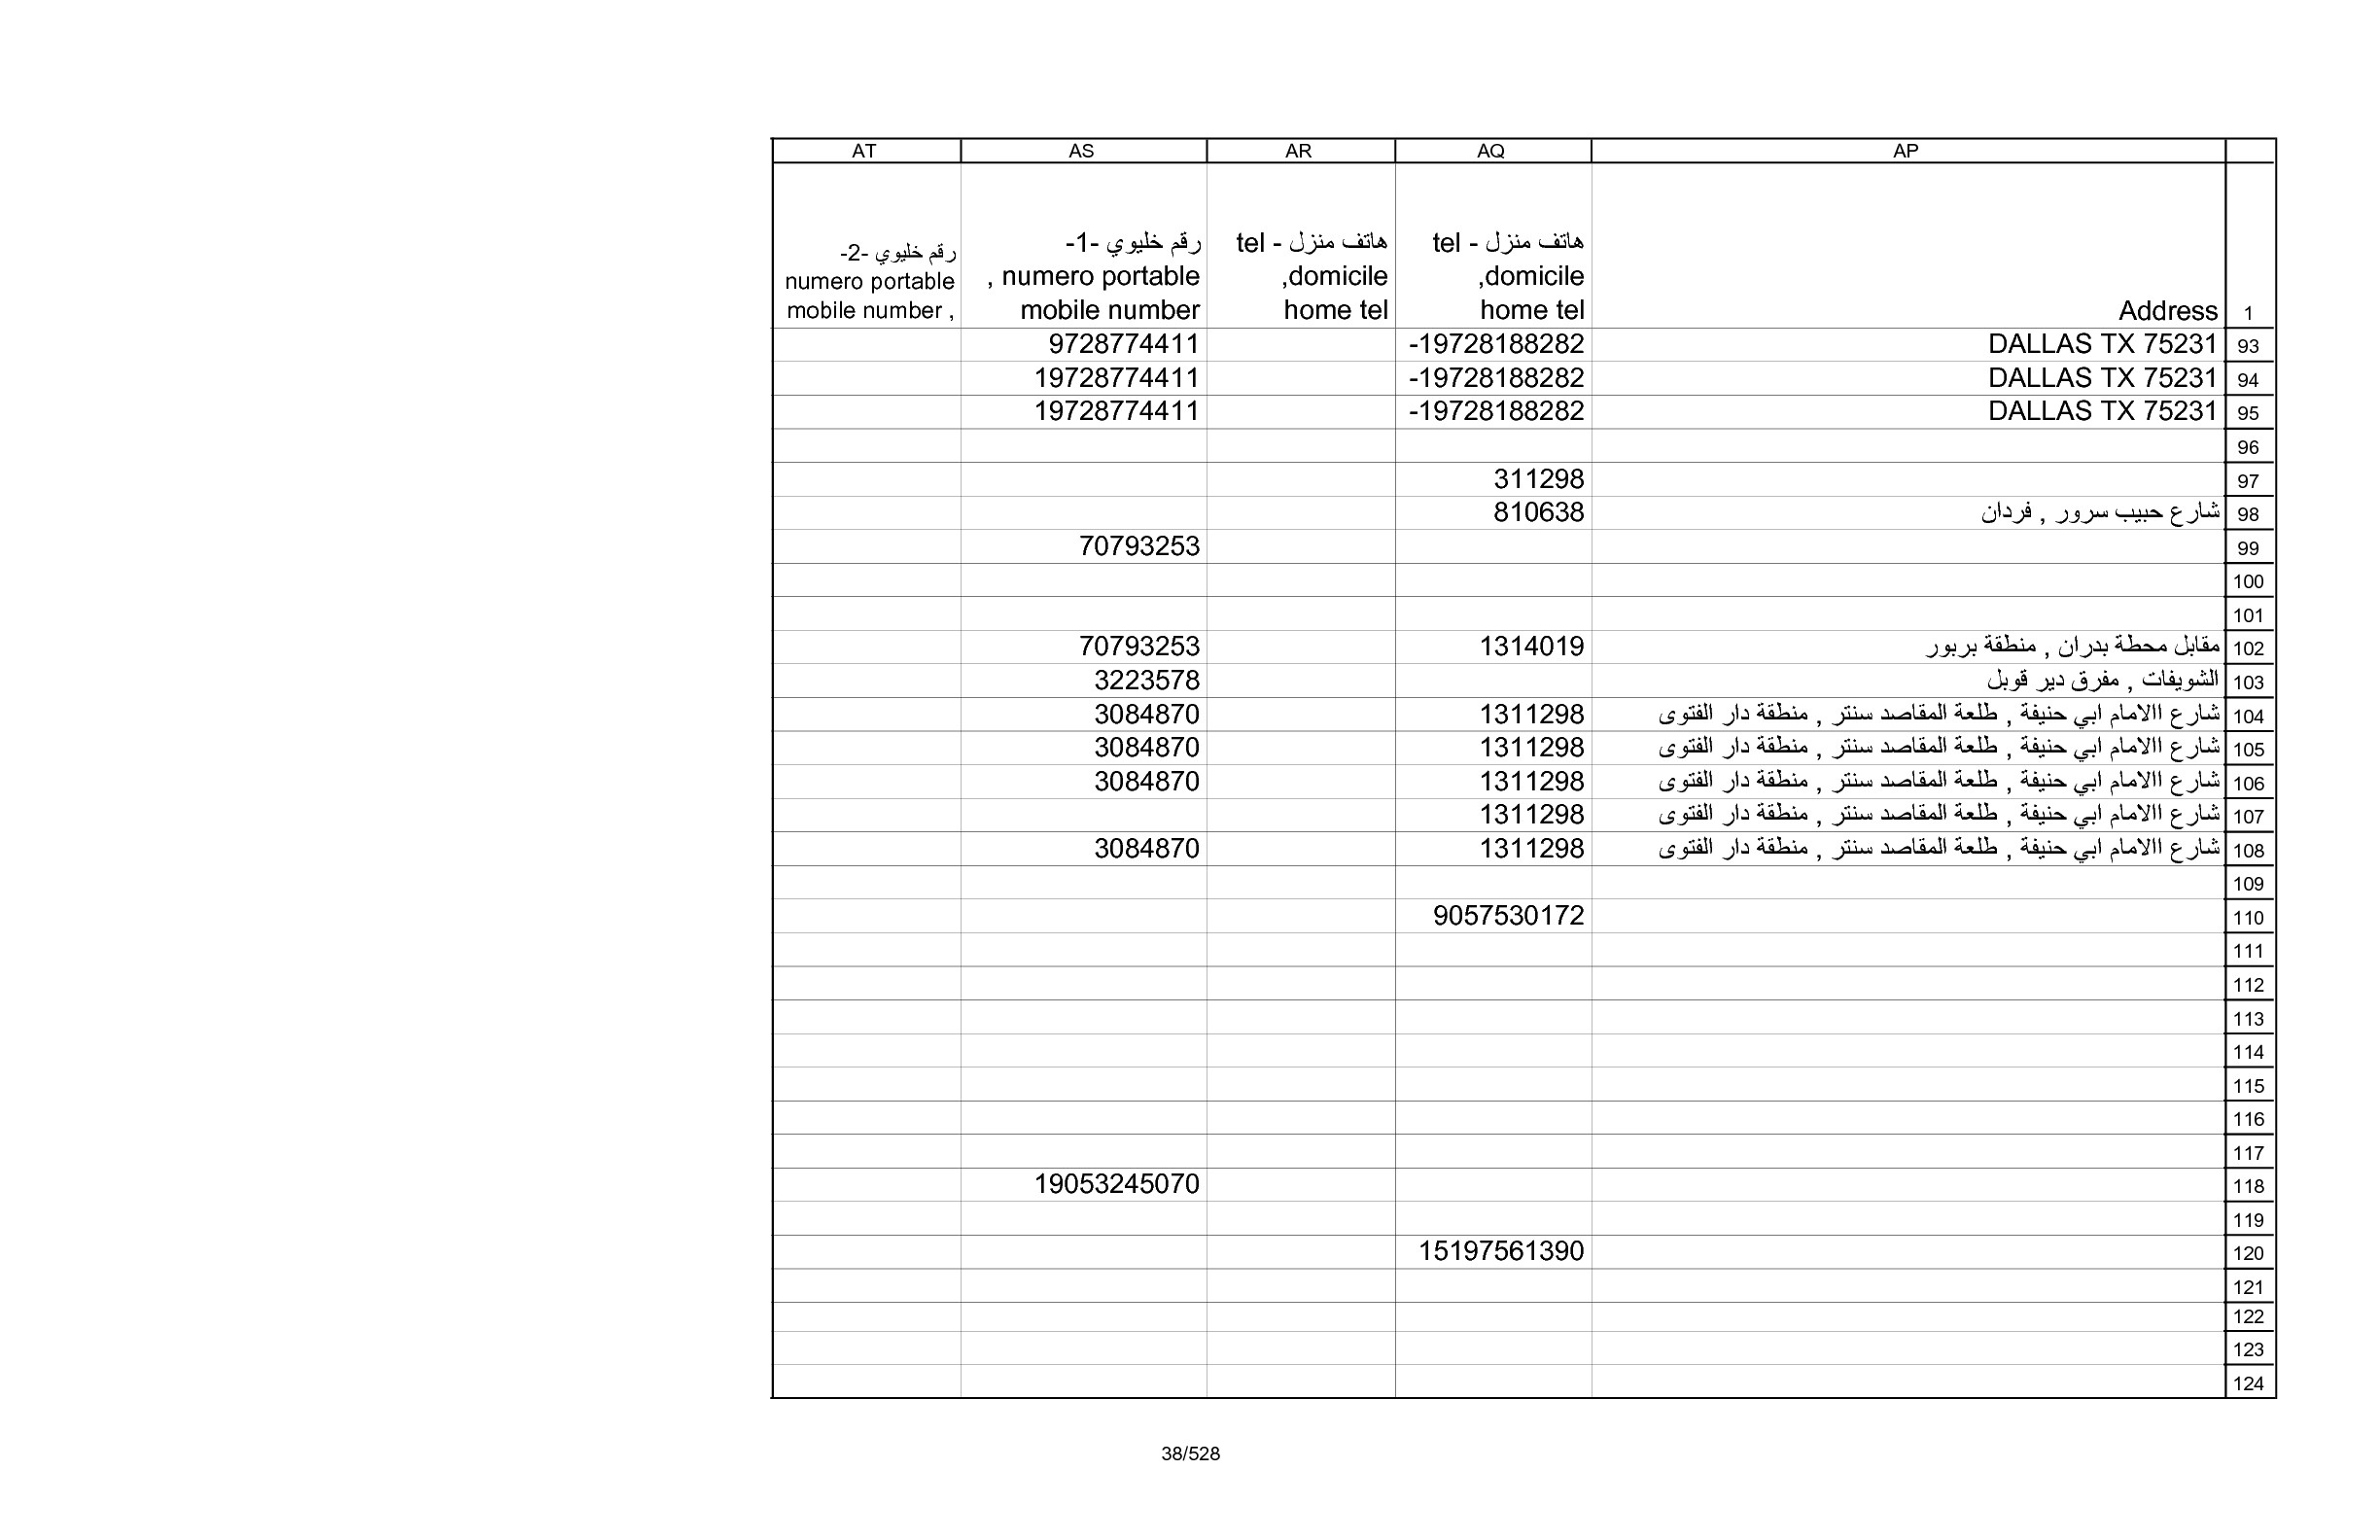 AP AQ AR AS AT
1 Address هاتف منزل - tel domicile, home tel هاتف منزل - tel domicile, home tel رقم خليوي -1- numero portable , mobile number رقم خليوي -2- numero portable mobile number ,
93 DALLAS TX 75231 -19728188282 9728774411
94 DALLAS TX 75231 -19728188282 19728774411
95 DALLAS TX 75231 -19728188282 19728774411
96
97 311298
98 شارع حبيب سرور , فردان 810638
99 70793253
100
101
102 مقابل محطة بدران , منطقة بربور 1314019 70793253
103 الشويفات , مفرق دير قوبل 3223578
104 شارع االامام ابي حنيفة , طلعة المقاصد سنتر , منطقة دار الفتوى 1311298 3084870
105 شارع االامام ابي حنيفة , طلعة المقاصد سنتر , منطقة دار الفتوى 1311298 3084870
106 شارع االامام ابي حنيفة , طلعة المقاصد سنتر , منطقة دار الفتوى 1311298 3084870
107 شارع االامام ابي حنيفة , طلعة المقاصد سنتر , منطقة دار الفتوى 1311298
108 شارع االامام ابي حنيفة , طلعة المقاصد سنتر , منطقة دار الفتوى 1311298 3084870
109
110 9057530172
111
112
113
114
115
116
117
118 19053245070
119
120 15197561390
121
122
123
124
38/528